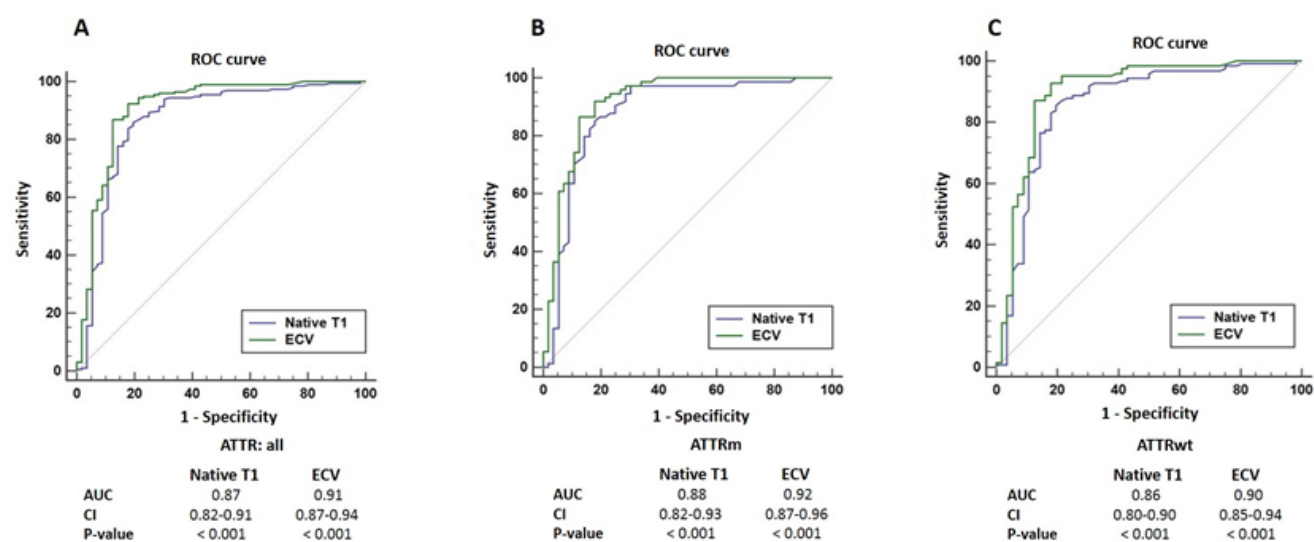 A
ROC curve
Sensitivity
100
80
60
40
20
0
0 20 40 60 80 100
Native T1
ECV
1 - Specificity
ATTR: all
Native T1 ECV
AUC 0.87 0.91
CI 0.82-0.91 0.87-0.94
P-value < 0.001 < 0.001
B
ROC curve
Sensitivity
100
80
60
40
20
0
0 20 40 60 80 100
Native T1
ECV
1 - Specificity
ATTRm
Native T1 ECV
AUC 0.88 0.92
CI 0.82-0.93 0.87-0.96
P-value < 0.001 < 0.001
C
ROC curve
Sensitivity
100
80
60
40
20
0
0 20 40 60 80 100
Native T1
ECV
1 - Specificity
ATTRwt
Native T1 ECV
AUC 0.86 0.90
CI 0.80-0.90 0.85-0.94
P-value < 0.001 < 0.001